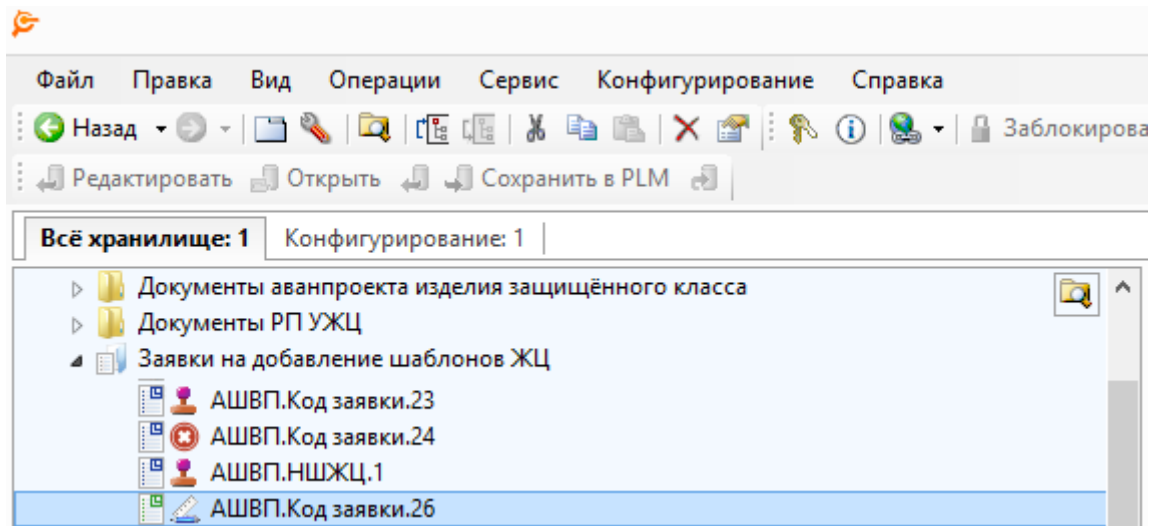 Файл Правка Вид Операции Сервис Конфигурирование Справка
Назад Заблокирова
Редактировать Открыть Сохранить в PLM
Всё хранилище: 1 Конфигурирование: 1
Документы аванпроекта изделия защищённого класса
Документы РП УЖЦ
Заявки на добавление шаблонов ЖЦ
АШВП.Код заявки.23
АШВП.Код заявки.24
АШВП.НШЖЦ.1
АШВП.Код заявки.26